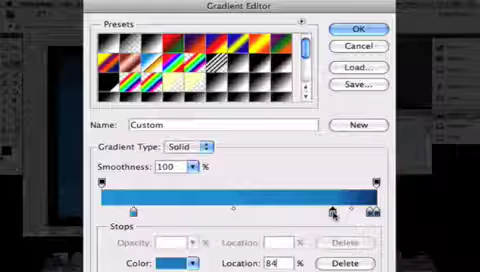 Gradient Editor
Presets
OK
Cancel
Load...
Save...
Name: Custom
New
Gradient Type: Solid
Smoothness: 100 %
Stops
Opacity: % Location: % Delete
Color: Location: 84 % Delete